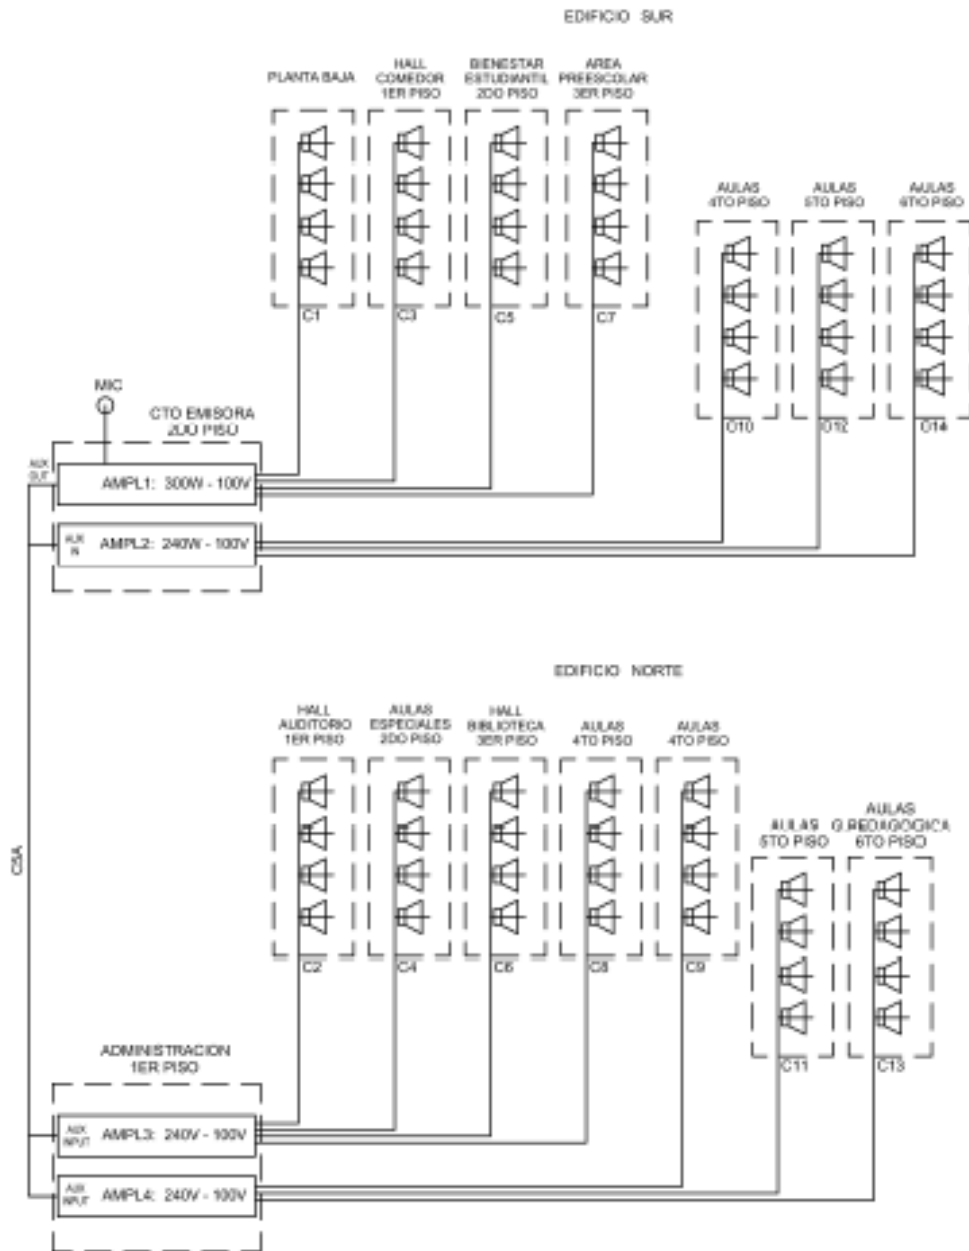 EDIFICIO SUR
PLANTA BAJA
HALL
COMEDOR
1ER PISO
BIENESTAR
ESTUDIANTIL
2DO PISO
AREA
PREESCOLAR
3ER PISO
AULAS
4TO PISO
AULAS
5TO PISO
AULAS
6TO PISO
C1
C3
C5
C7
C10
C12
C14
MIC
CTO EMISORA
2DO PISO
AUX
OUT
AMPL1: 300W - 100V
AUX
IN
AMPL2: 240W - 100V
EDIFICIO NORTE
HALL
AUDITORIO
1ER PISO
AULAS
ESPECIALES
2DO PISO
HALL
BIBLIOTECA
3ER PISO
AULAS
4TO PISO
AULAS
4TO PISO
AULAS
5TO PISO
AULAS
G.PEDAGOGICA
6TO PISO
C2
C4
C6
C8
C9
C11
C13
C5A
ADMINISTRACION
1ER PISO
AUX
INPUT
AMPL3: 240V - 100V
AUX
INPUT
AMPL4: 240V - 100V